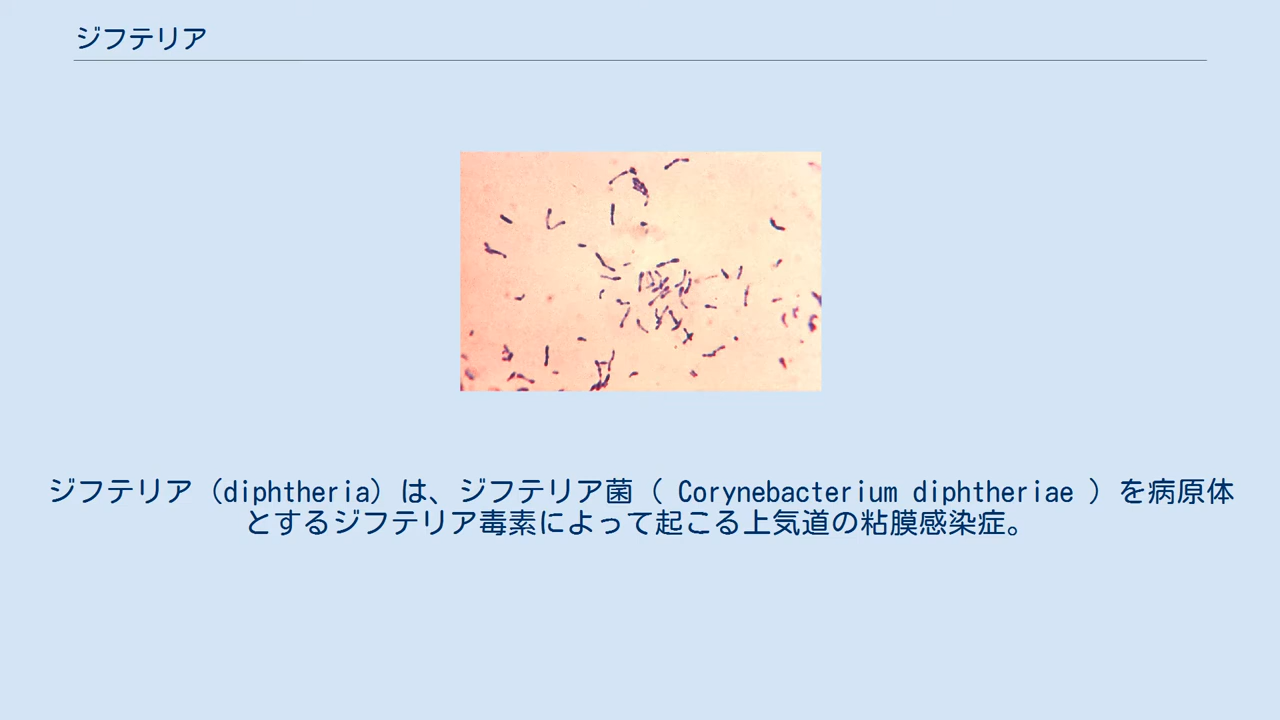 ジフテリア
ジフテリア（diphtheria）は、ジフテリア菌（ Corynebacterium diphtheriae ）を病原体
とするジフテリア毒素によって起こる上気道の粘膜感染症。